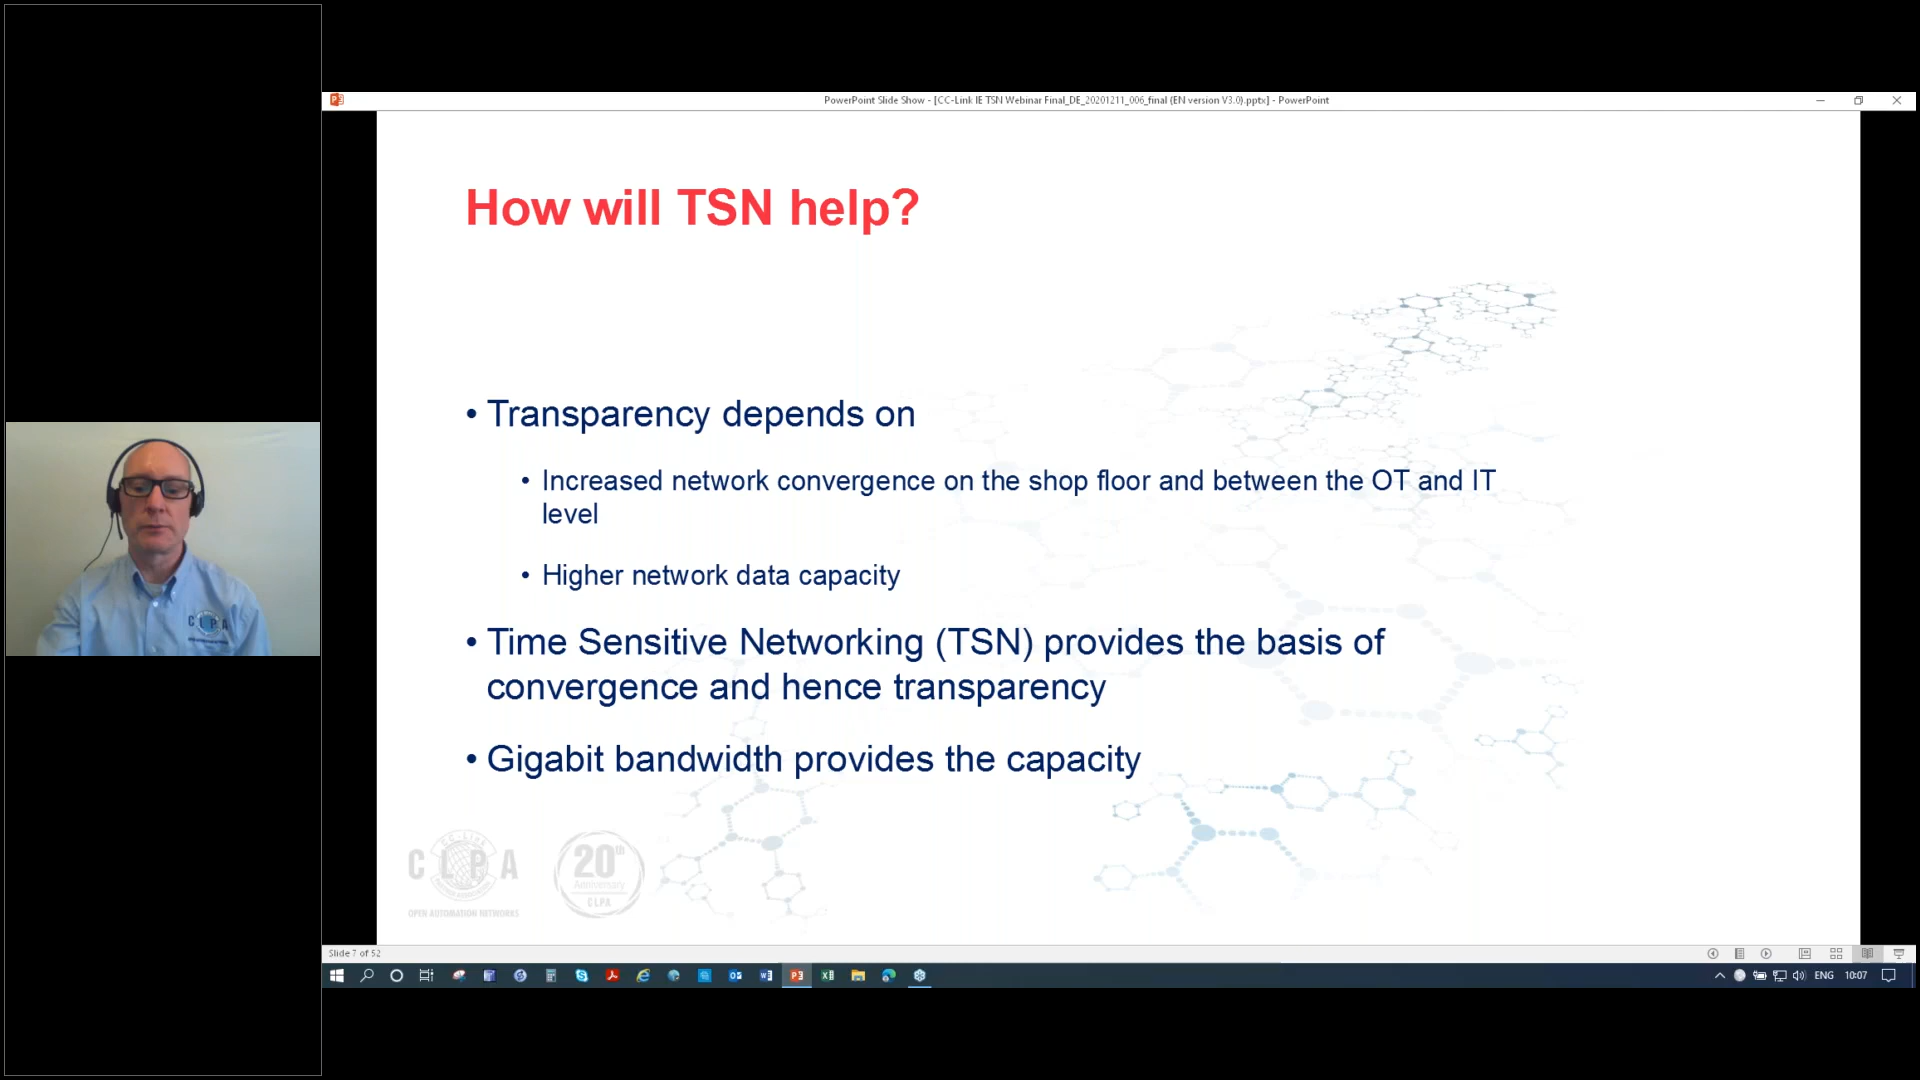 PowerPoint Slide Show - [CC-Link IE TSN Webinar Final_DE_20201211_006_final (EN version V3.0).pptx] - PowerPoint
How will TSN help?
• Transparency depends on
• Increased network convergence on the shop floor and between the OT and IT
level
• Higher network data capacity
• Time Sensitive Networking (TSN) provides the basis of
convergence and hence transparency
• Gigabit bandwidth provides the capacity
CLPA
CC-Link
CLPA
OPEN AUTOMATION NETWORKS
20th
Anniversary
CLPA
Slide 7 of 52
ENG 10:07